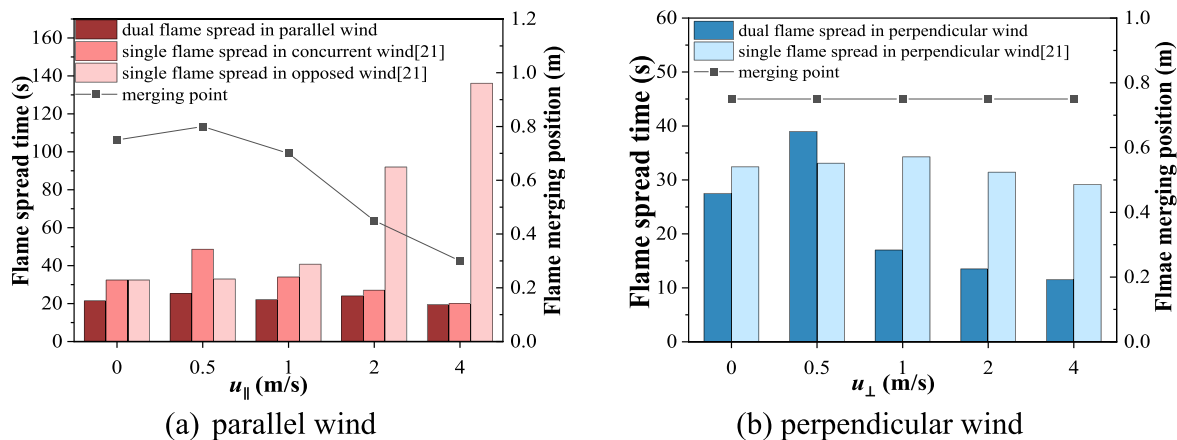 dual flame spread in parallel wind
single flame spread in concurrent wind[21]
single flame spread in opposed wind[21]
merging point
Flame spread time (s)
160
140
120
100
80
60
40
20
0
1.2
1.0
0.8
0.6
0.4
0.2
0.0
Flame merging position (m)
0 0.5 1 2 4
u∥ (m/s)
(a) parallel wind
dual flame spread in perpendicular wind
single flame spread in perpendicular wind[21]
merging point
Flame spread time (s)
60
50
40
30
20
10
0
1.0
0.8
0.6
0.4
0.2
0.0
Flmae merging position (m)
0 0.5 1 2 4
u⊥ (m/s)
(b) perpendicular wind